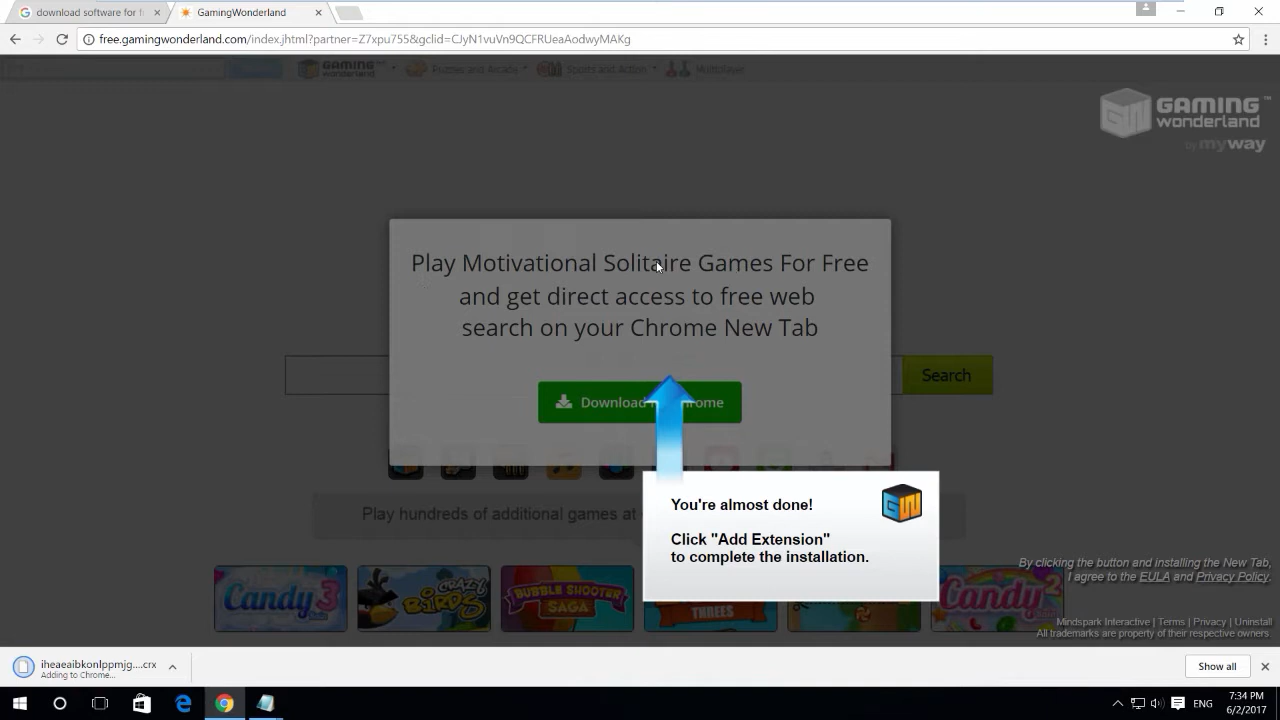 download software for f
GamingWonderland
free.gamingwonderland.com/index.jhtml?partner=Z7xpu755&gclid=CJyN1vuVn9QCFRUeaAodwyMAKg
GAMING
Puzzles and Arcade
Sports and Action
Multiplayer
GW GAMING™
wonderland
by myway
Play Motivational Solitaire Games For Free
and get direct access to free web
search on your Chrome New Tab
Search
Download Chrome
You're almost done!
GW
Click "Add Extension"
to complete the installation.
Play hundreds of additional games at
By clicking the button and installing the New Tab,
I agree to the EULA and Privacy Policy.
Candy 3
CRAZY BIRDS
BUBBLE SHOOTER SAGA
THREES
Candy 2
Mindspark Interactive | Terms | Privacy | Uninstall
All trademarks are property of their respective owners.
iheaeaibkonlppmjg....crx
Adding to Chrome...
Show all
ENG
7:34 PM
6/2/2017